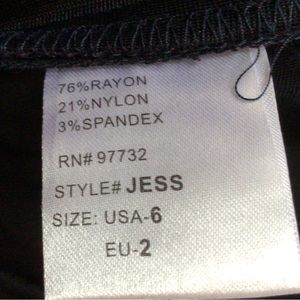 76%RAYON
21%NYLON
3%SPANDEX
RN# 97732
STYLE# JESS
SIZE: USA-6
EU-2